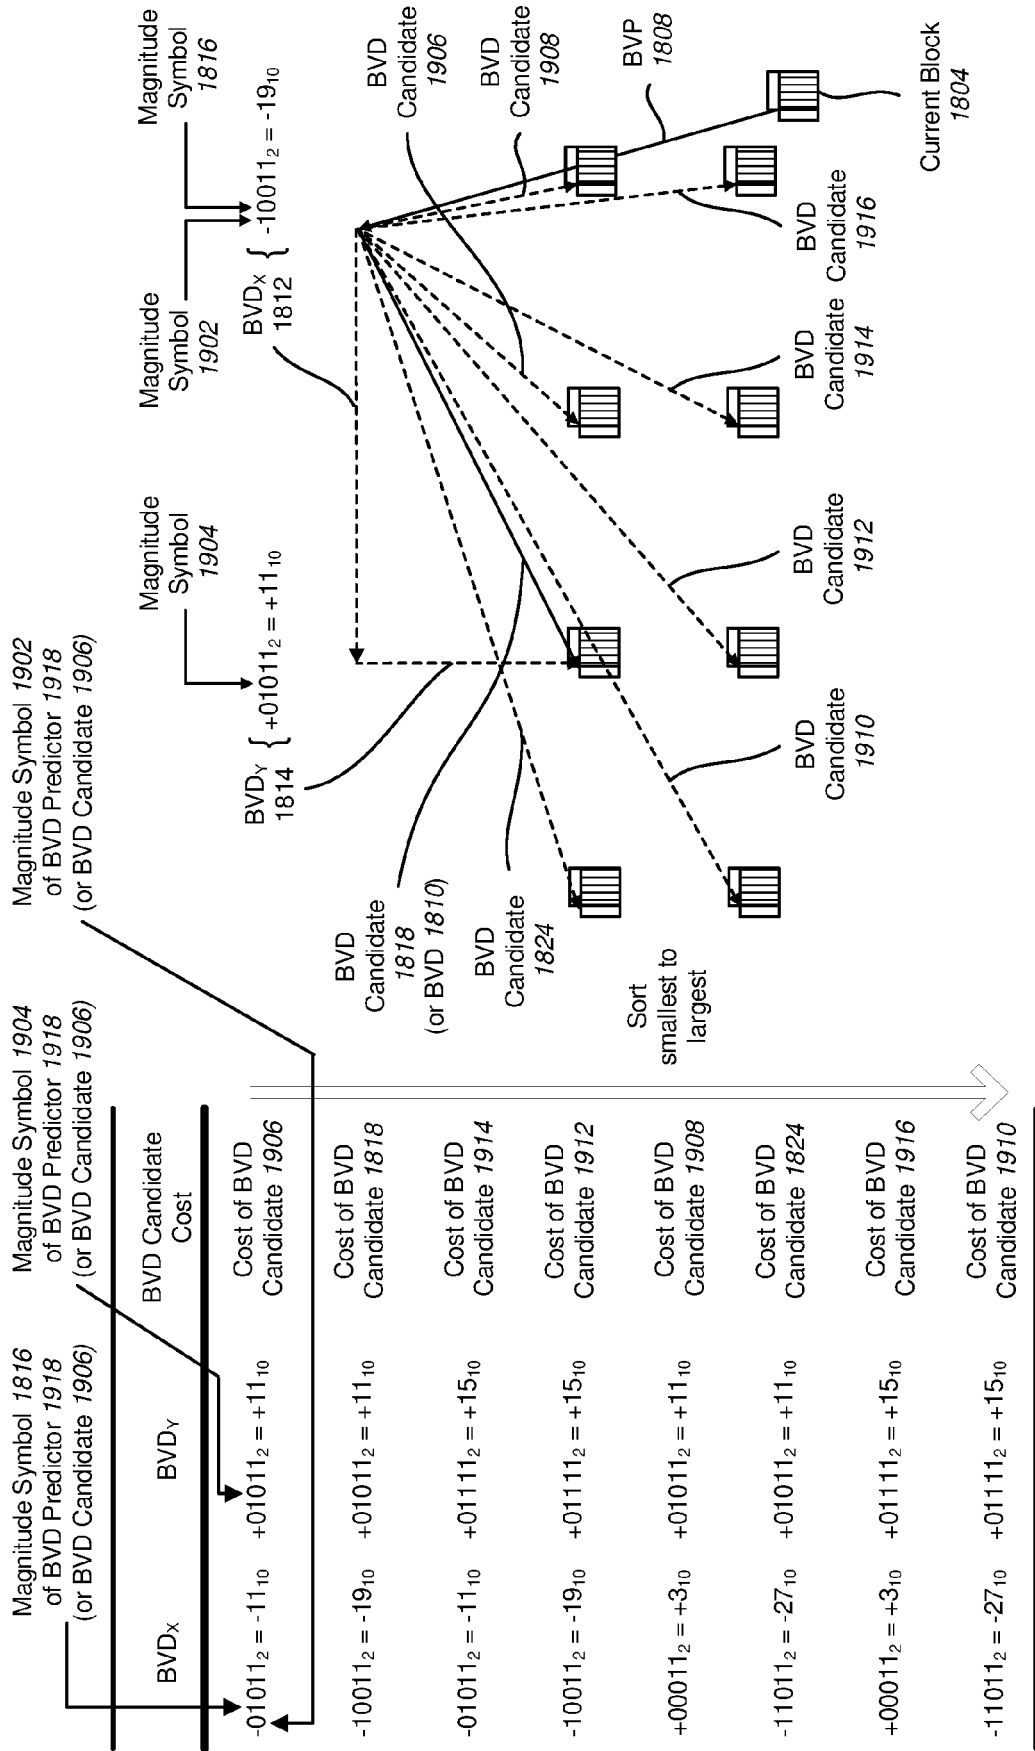 Magnitude Symbol 1816
of BVD Predictor 1918
(or BVD Candidate 1906)
Magnitude Symbol 1904
of BVD Predictor 1918
(or BVD Candidate 1906)
Magnitude Symbol 1902
of BVD Predictor 1918
(or BVD Candidate 1906)
BVDX BVDY BVD Candidate
Cost
-010112 = -1110 +010112 = +1110 Cost of BVD
Candidate 1906
-100112 = -1910 +010112 = +1110 Cost of BVD
Candidate 1818
-010112 = -1110 +011112 = +1510 Cost of BVD
Candidate 1914
-100112 = -1910 +011112 = +1510 Cost of BVD
Candidate 1912
+000112 = +310 +010112 = +1110 Cost of BVD
Candidate 1908
-110112 = -2710 +010112 = +1110 Cost of BVD
Candidate 1824
+000112 = +310 +011112 = +1510 Cost of BVD
Candidate 1916
-110112 = -2710 +011112 = +1510 Cost of BVD
Candidate 1910
Sort
smallest to
largest
Magnitude
Symbol
1904
Magnitude
Symbol
1902
Magnitude
Symbol
1816
BVDY
1814
{ +010112 = +1110
BVDX
1812
{ -100112 = -1910
BVD
Candidate
1818
(or BVD 1810)
BVD
Candidate
1824
BVD
Candidate
1906
BVD
Candidate
1908
BVP
1808
BVD
Candidate
1910
BVD
Candidate
1912
BVD
Candidate
1914
BVD
Candidate
1916
Current Block
1804